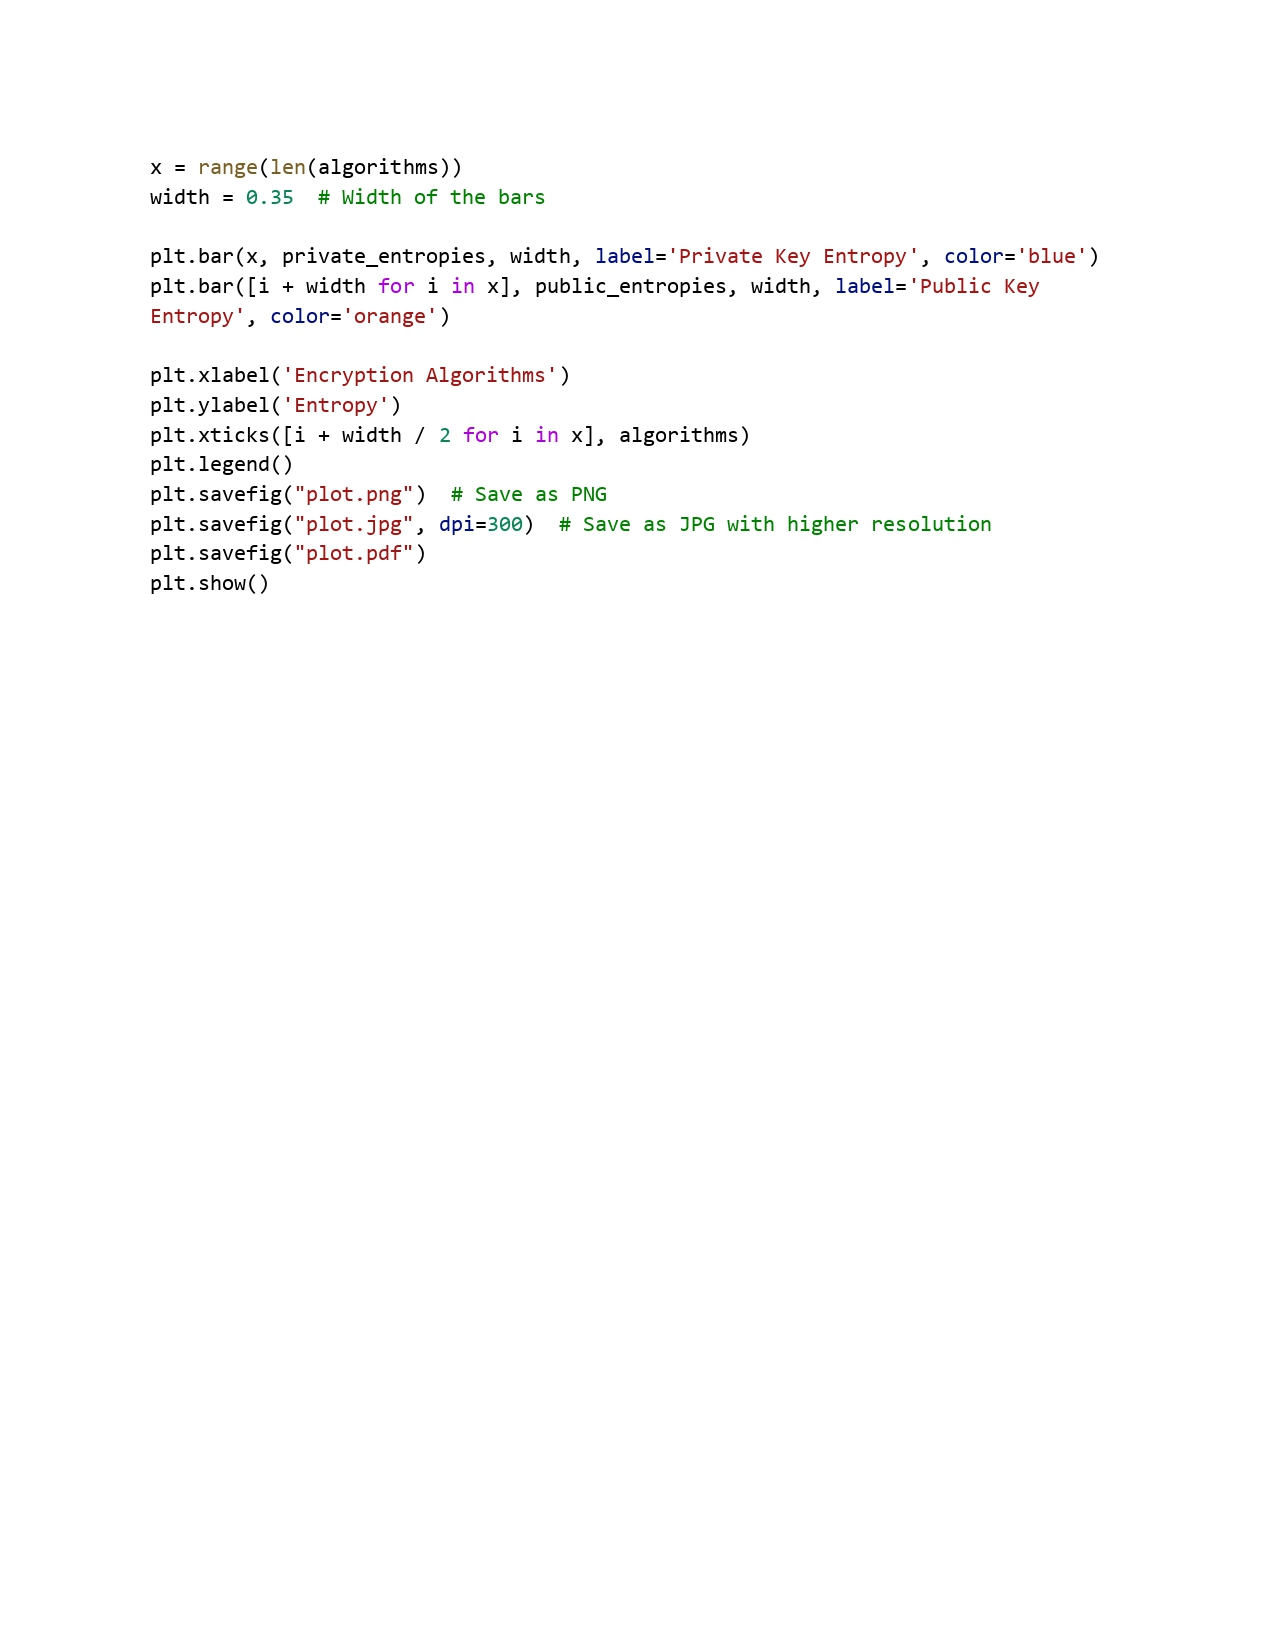 x = range(len(algorithms))
width = 0.35  # Width of the bars

plt.bar(x, private_entropies, width, label='Private Key Entropy', color='blue')
plt.bar([i + width for i in x], public_entropies, width, label='Public Key
Entropy', color='orange')

plt.xlabel('Encryption Algorithms')
plt.ylabel('Entropy')
plt.xticks([i + width / 2 for i in x], algorithms)
plt.legend()
plt.savefig("plot.png")  # Save as PNG
plt.savefig("plot.jpg", dpi=300)  # Save as JPG with higher resolution
plt.savefig("plot.pdf")
plt.show()